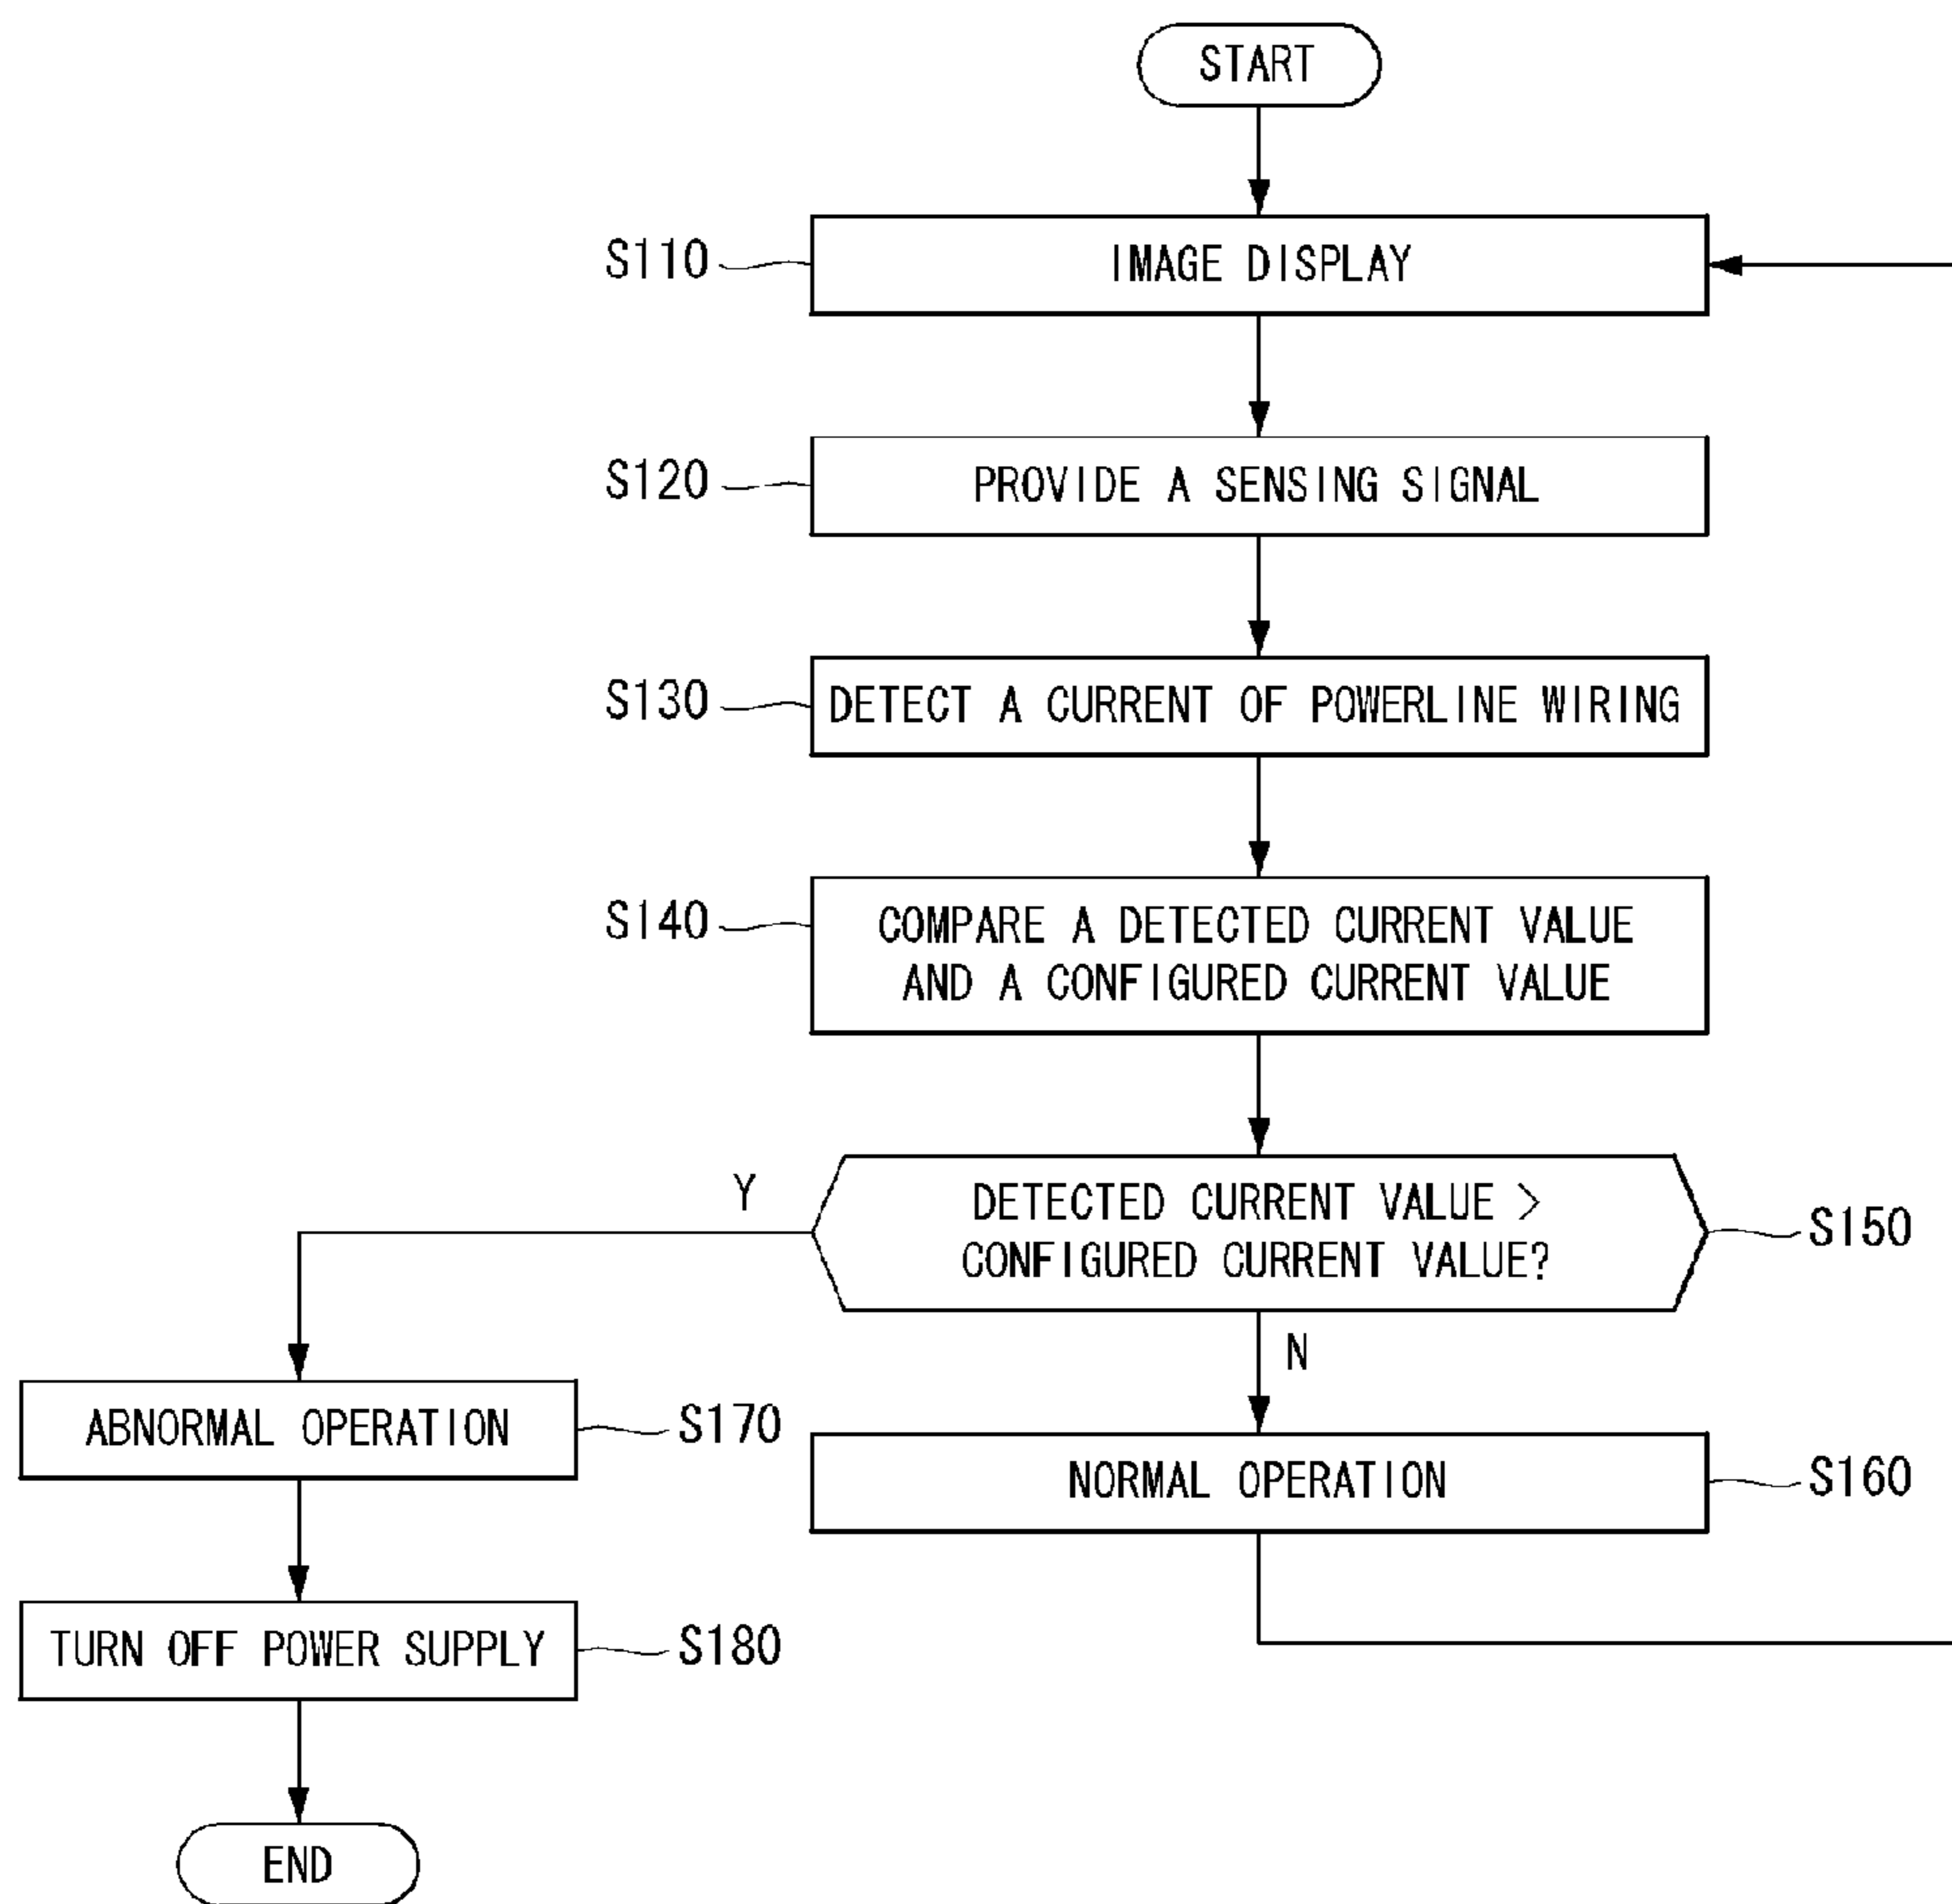 START
S110
IMAGE DISPLAY
S120
PROVIDE A SENSING SIGNAL
S130
DETECT A CURRENT OF POWERLINE WIRING
S140
COMPARE A DETECTED CURRENT VALUE
AND A CONFIGURED CURRENT VALUE
Y
DETECTED CURRENT VALUE >
CONFIGURED CURRENT VALUE?
S150
N
ABNORMAL OPERATION
S170
NORMAL OPERATION
S160
TURN OFF POWER SUPPLY
S180
END